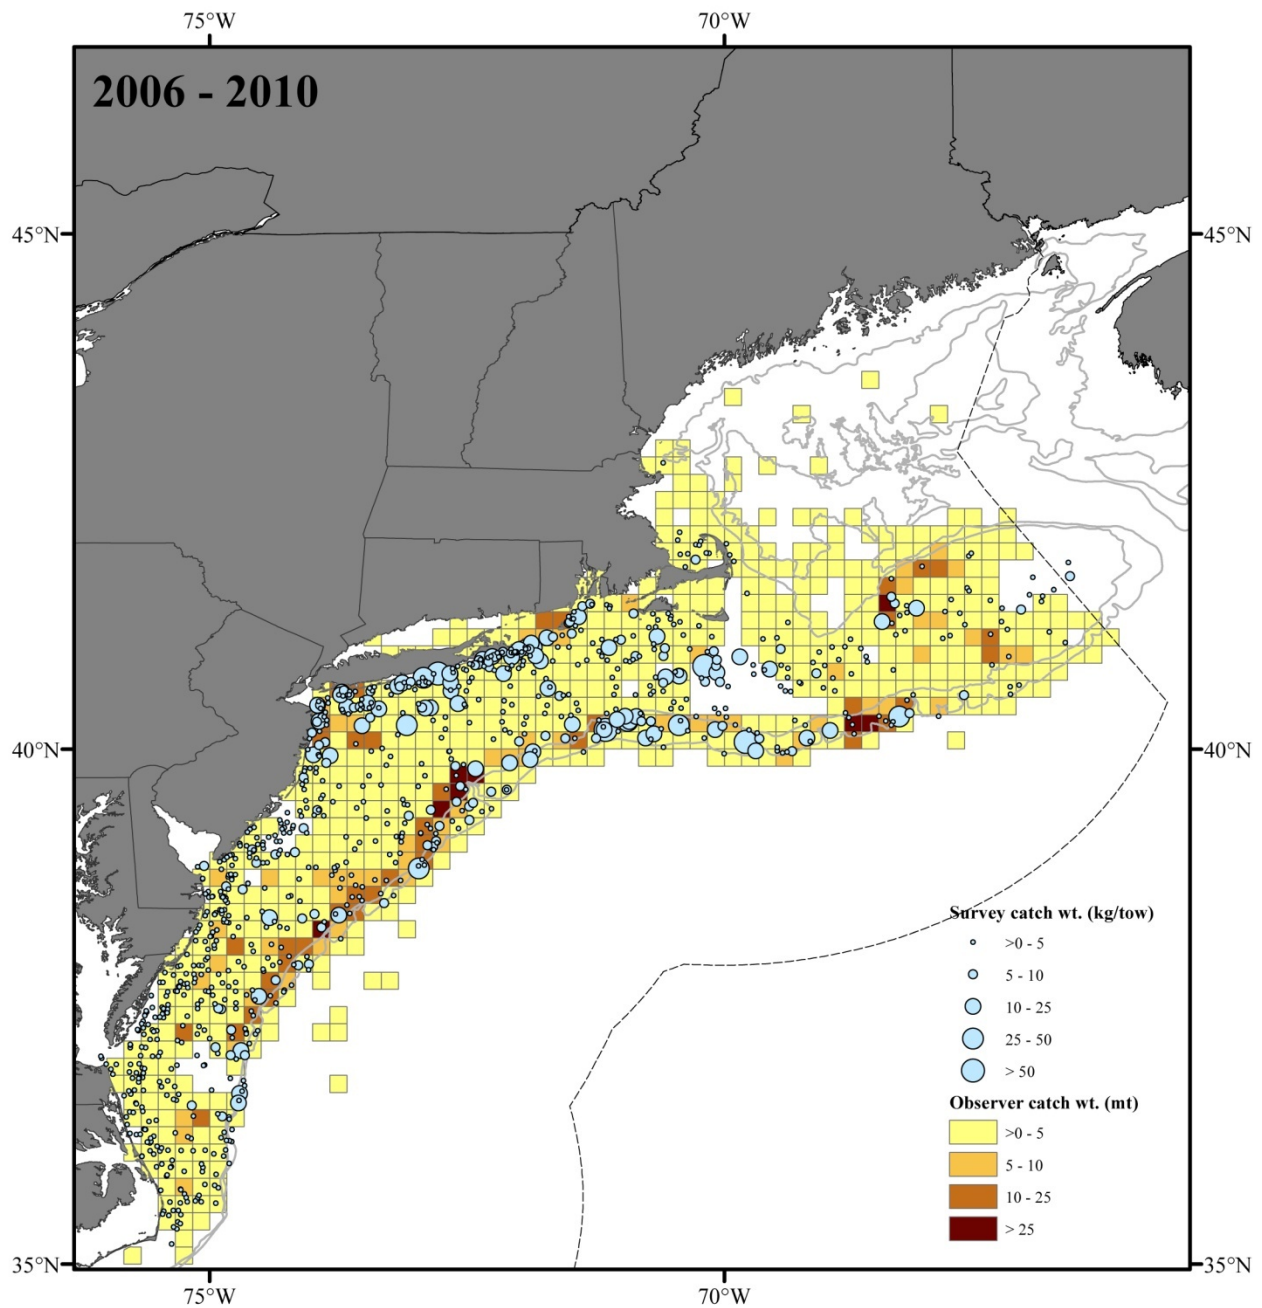 75°W 70°W
2006 - 2010
45°N 45°N
40°N 40°N
Survey catch wt. (kg/tow)
>0 - 5
5 - 10
10 - 25
25 - 50
> 50
Observer catch wt. (mt)
>0 - 5
5 - 10
10 - 25
> 25
35°N 35°N
75°W 70°W